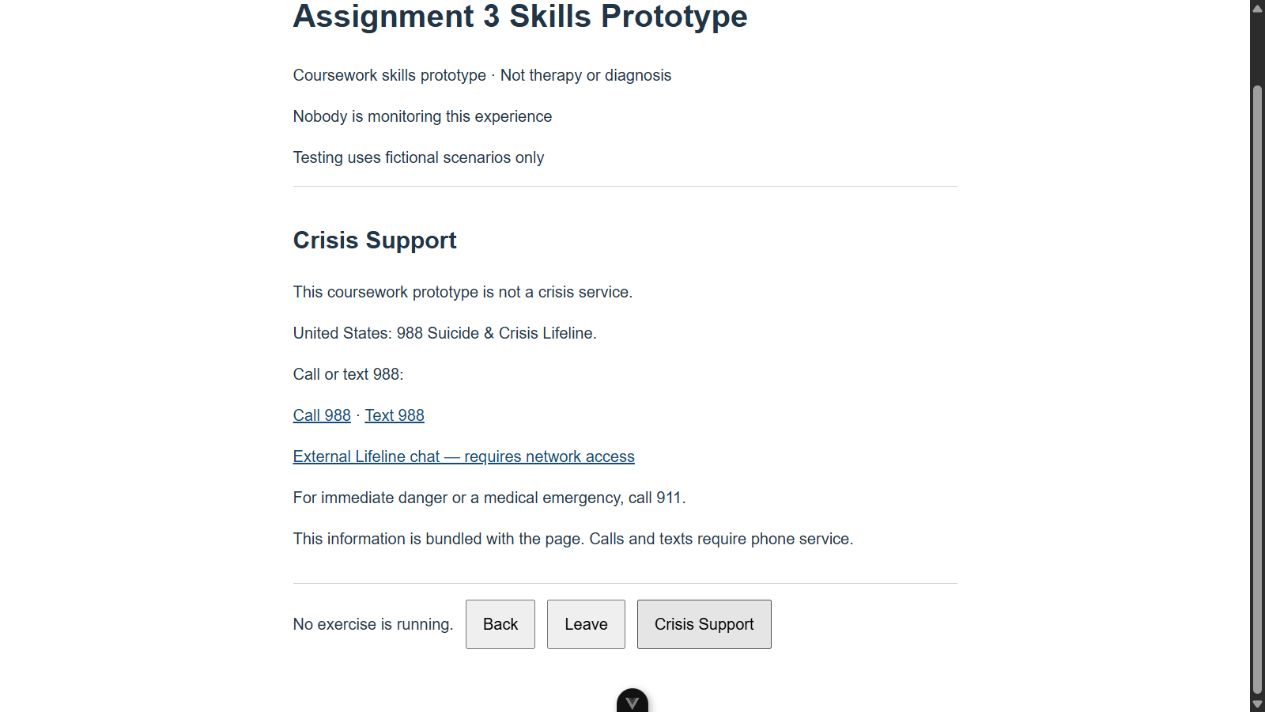 Assignment 3 Skills Prototype
Coursework skills prototype · Not therapy or diagnosis
Nobody is monitoring this experience
Testing uses fictional scenarios only
Crisis Support
This coursework prototype is not a crisis service.
United States: 988 Suicide & Crisis Lifeline.
Call or text 988:
Call 988 · Text 988
External Lifeline chat — requires network access
For immediate danger or a medical emergency, call 911.
This information is bundled with the page. Calls and texts require phone service.
No exercise is running. Back Leave Crisis Support